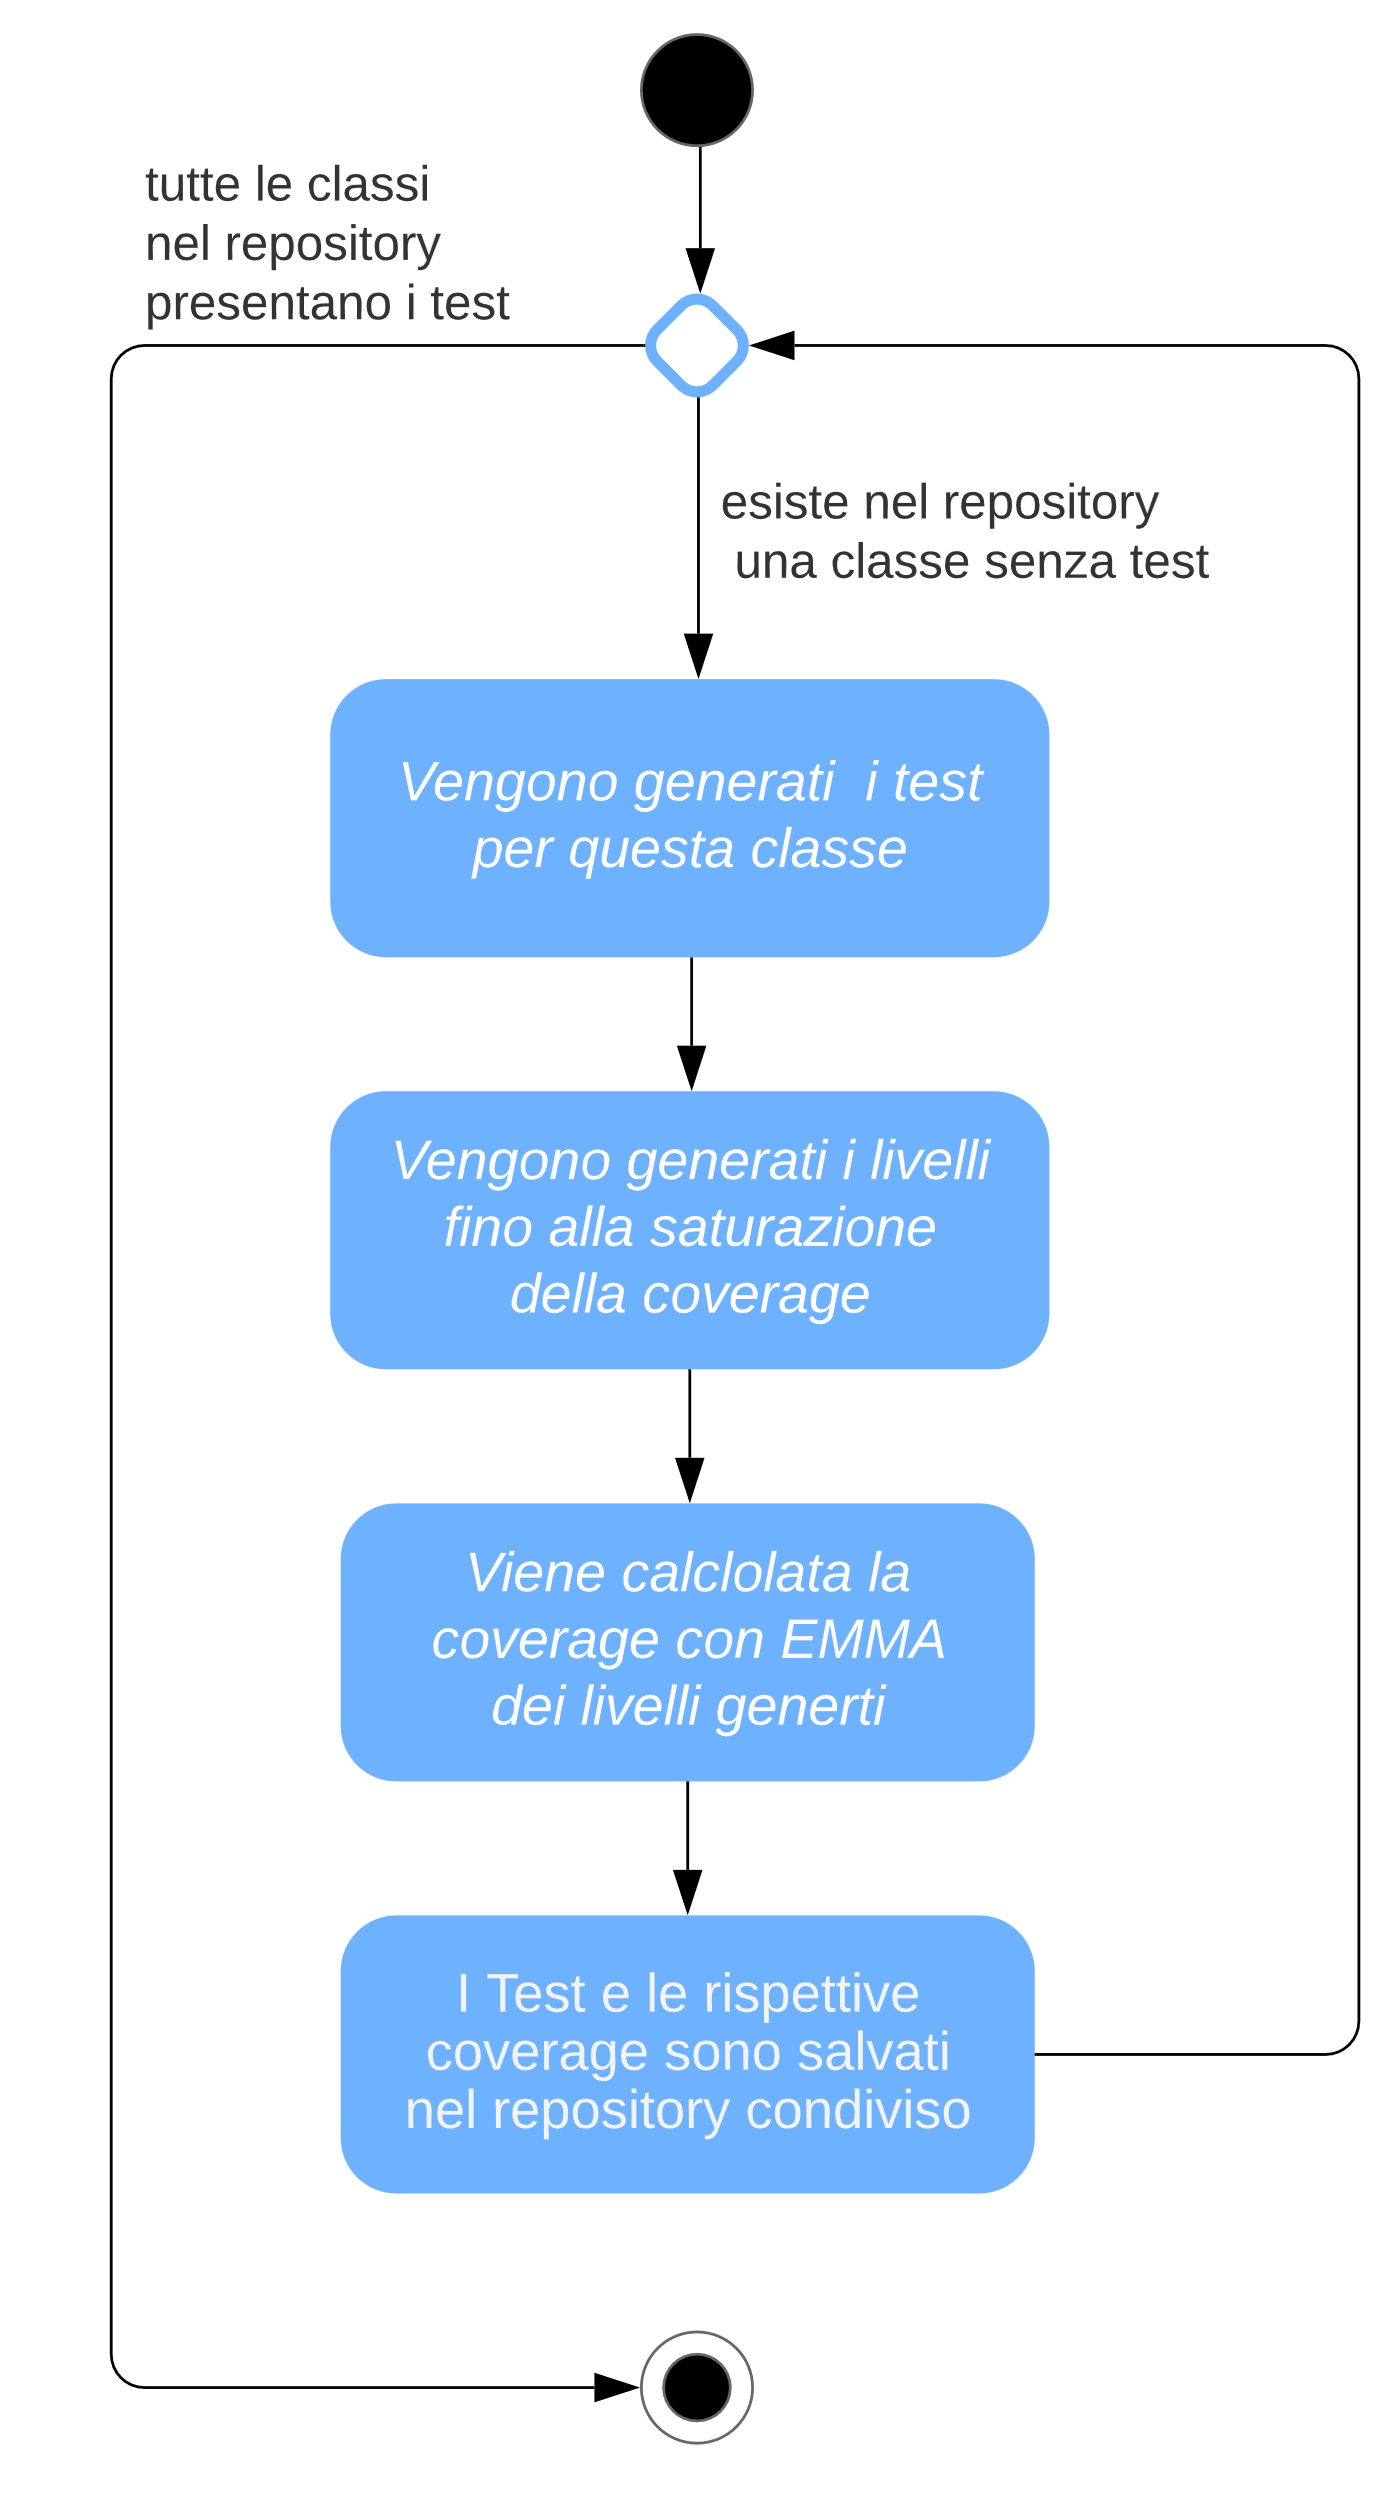 tutte le classi
nel repository
presentano i test
esiste nel repository
una classe senza test
Vengono generati  i test
per questa classe
Vengono generati i livelli
fino alla saturazione
della coverage
Viene calclolata la
coverage con EMMA
dei livelli generti
I Test e le rispettive
coverage sono salvati
nel repository condiviso